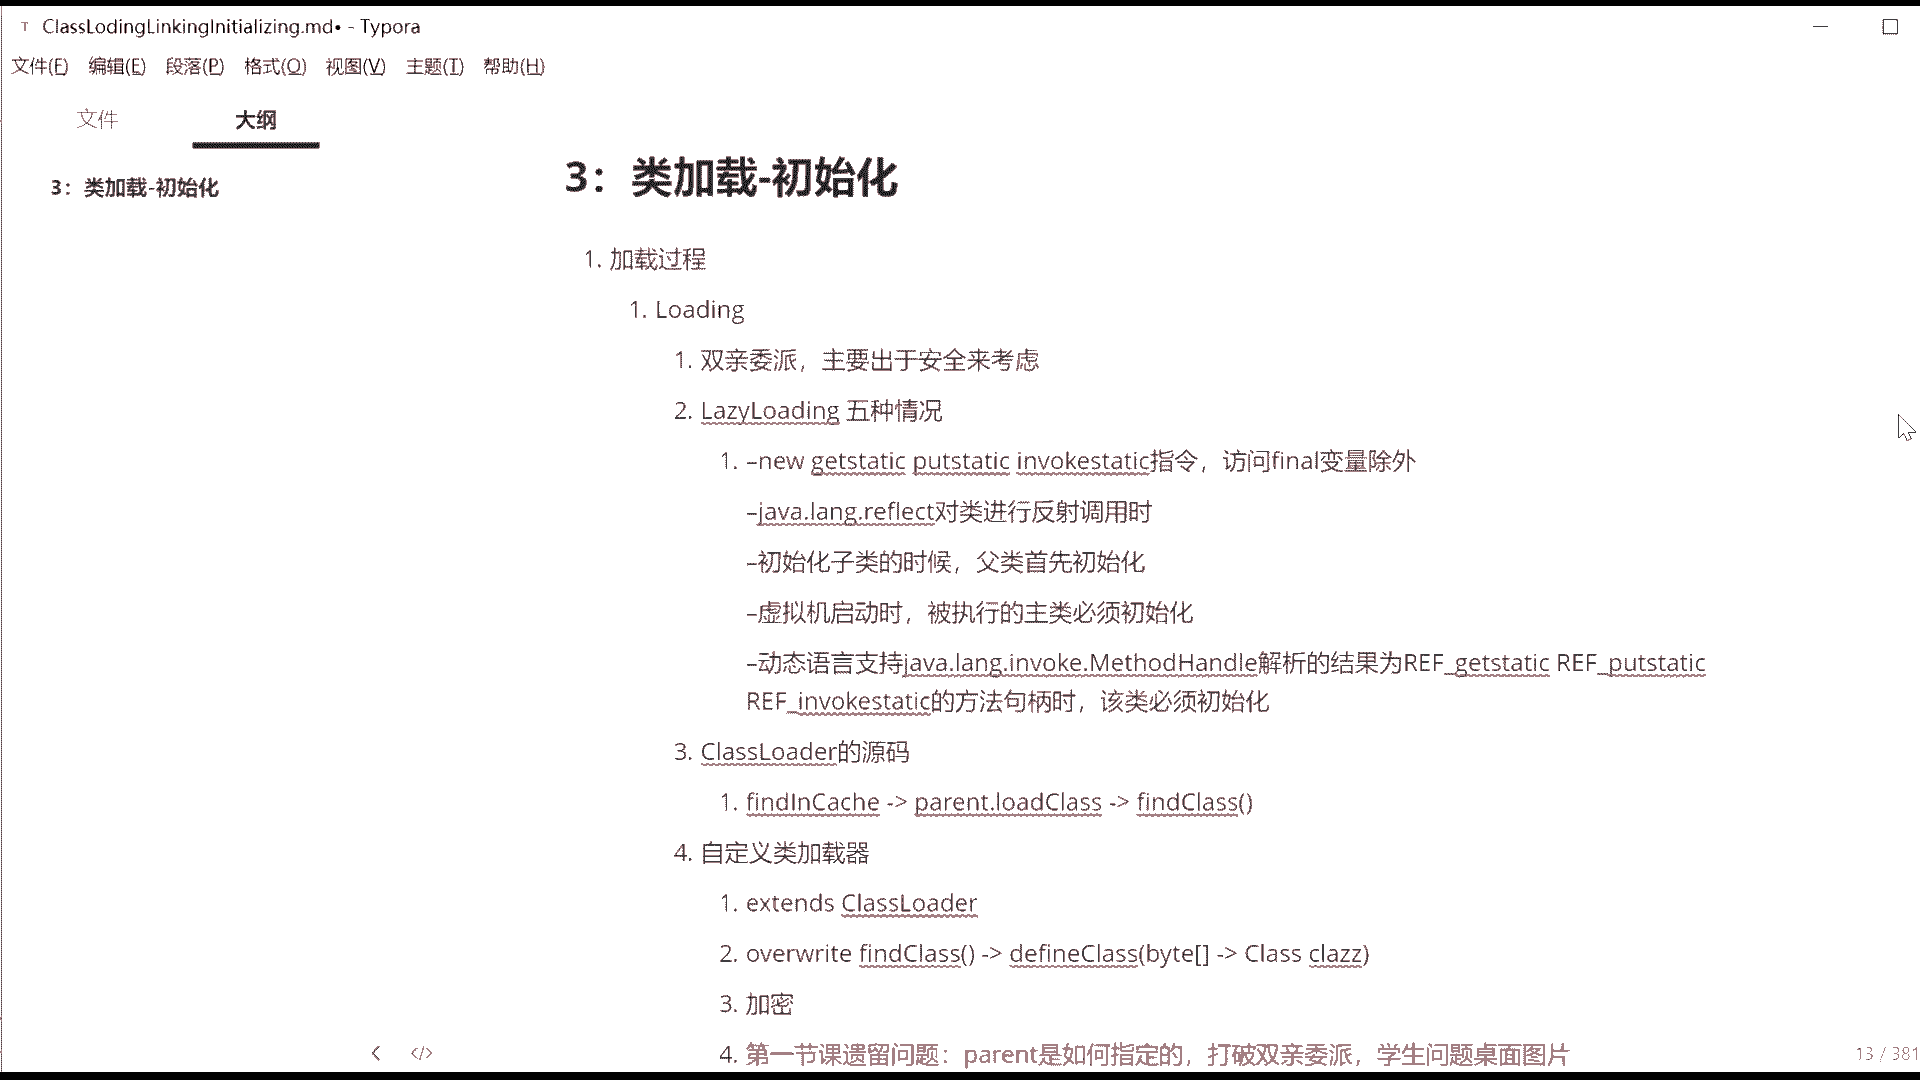 T ClassLodingLinkingInitializing.md• - Typora
文件(F) 编辑(E) 段落(P) 格式(O) 视图(V) 主题(T) 帮助(H)
文件 大纲
3：类加载-初始化
3：类加载-初始化
1. 加载过程
1. Loading
1. 双亲委派，主要出于安全来考虑
2. LazyLoading 五种情况
1. –new getstatic putstatic invokestatic指令，访问final变量除外
–java.lang.reflect对类进行反射调用时
–初始化子类的时候，父类首先初始化
–虚拟机启动时，被执行的主类必须初始化
–动态语言支持java.lang.invoke.MethodHandle解析的结果为REF_getstatic REF_putstatic
REF_invokestatic的方法句柄时，该类必须初始化
3. ClassLoader的源码
1. findInCache -> parent.loadClass -> findClass()
4. 自定义类加载器
1. extends ClassLoader
2. overwrite findClass() -> defineClass(byte[] -> Class clazz)
3. 加密
4. 第一节课遗留问题：parent是如何指定的，打破双亲委派，学生问题桌面图片
< </> 13 / 381